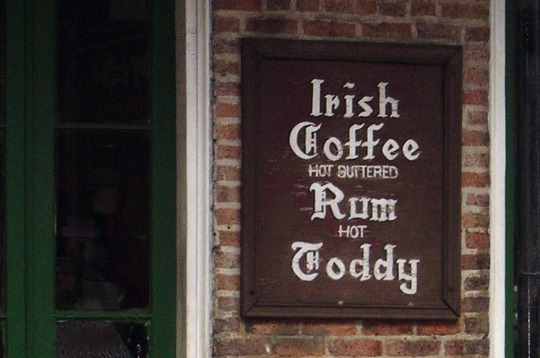 Irish
Coffee
HOT BUTTERED
Rum
HOT
Toddy